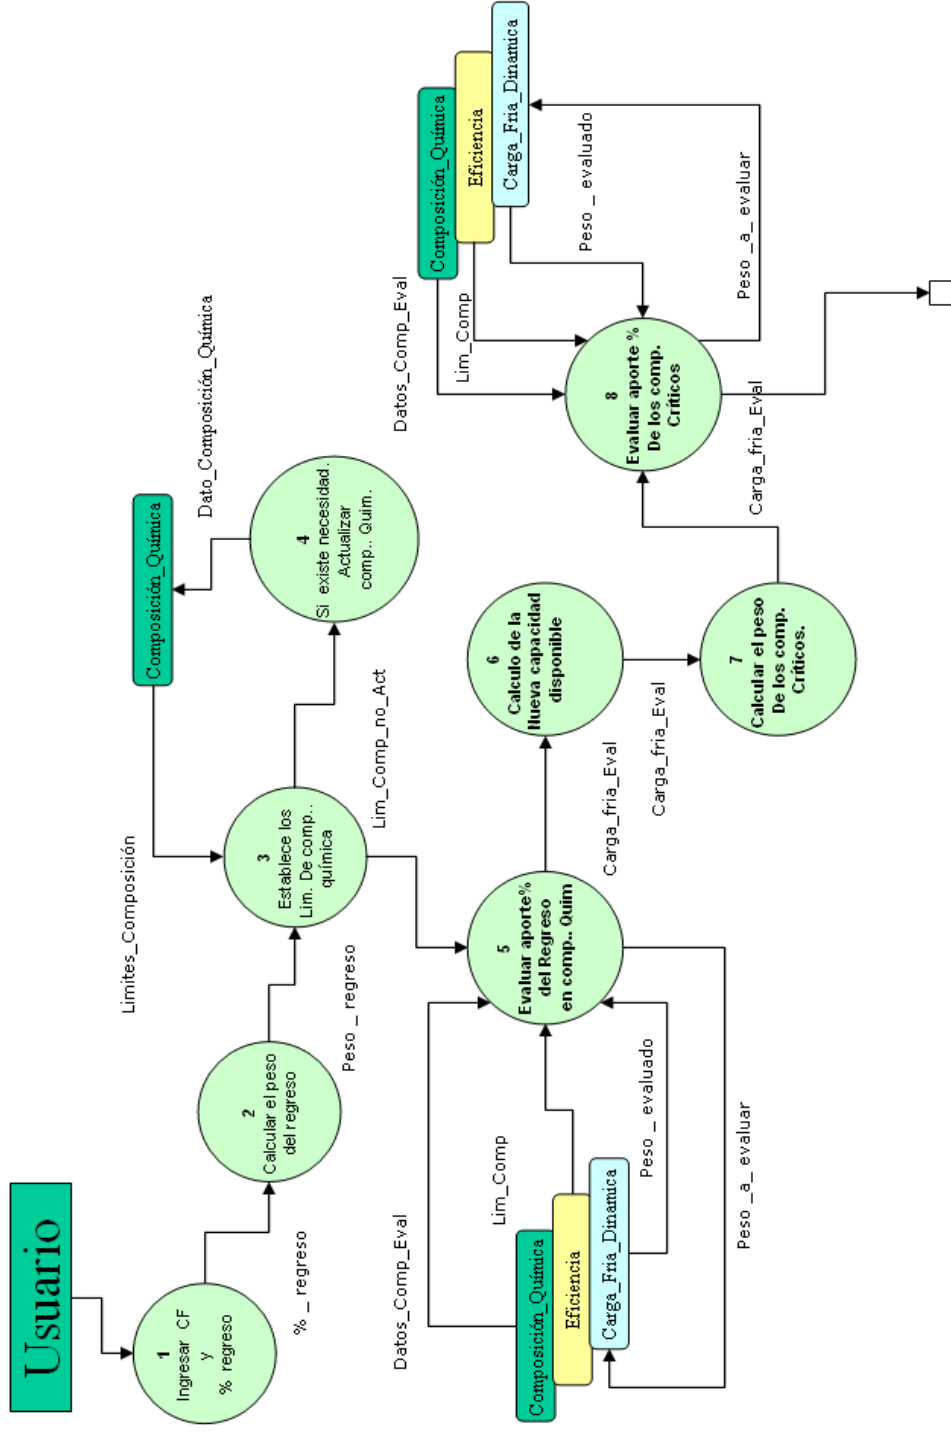 Usuario
1
Ingresar CF
y
% regreso
% _ regreso
2
Calcular el peso
del regreso
Peso _ regreso
3
Establece los
Lim. De comp..
química
Limites_Composición
Composición_Química
Dato_Composición_Química
4
Si existe necesidad.
Actualizar
comp.. Quim.
Lim_Comp_no_Act
5
Evaluar aporte%
del Regreso
en comp.. Quim
Datos_Comp_Eval
Lim_Comp
Composición_Química
Eficiencia
Carga_Fria_Dinamica
Peso _ evaluado
Peso _a_ evaluar
Carga_fria_Eval
6
Calculo de la
Nueva capacidad
disponible
Carga_fria_Eval
7
Calcular el peso
De los comp.
Críticos.
8
Evaluar aporte %
De los comp.
Críticos
Datos_Comp_Eval
Lim_Comp
Composición_Química
Eficiencia
Carga_Fria_Dinamica
Peso _ evaluado
Peso _a_ evaluar
Carga_fria_Eval